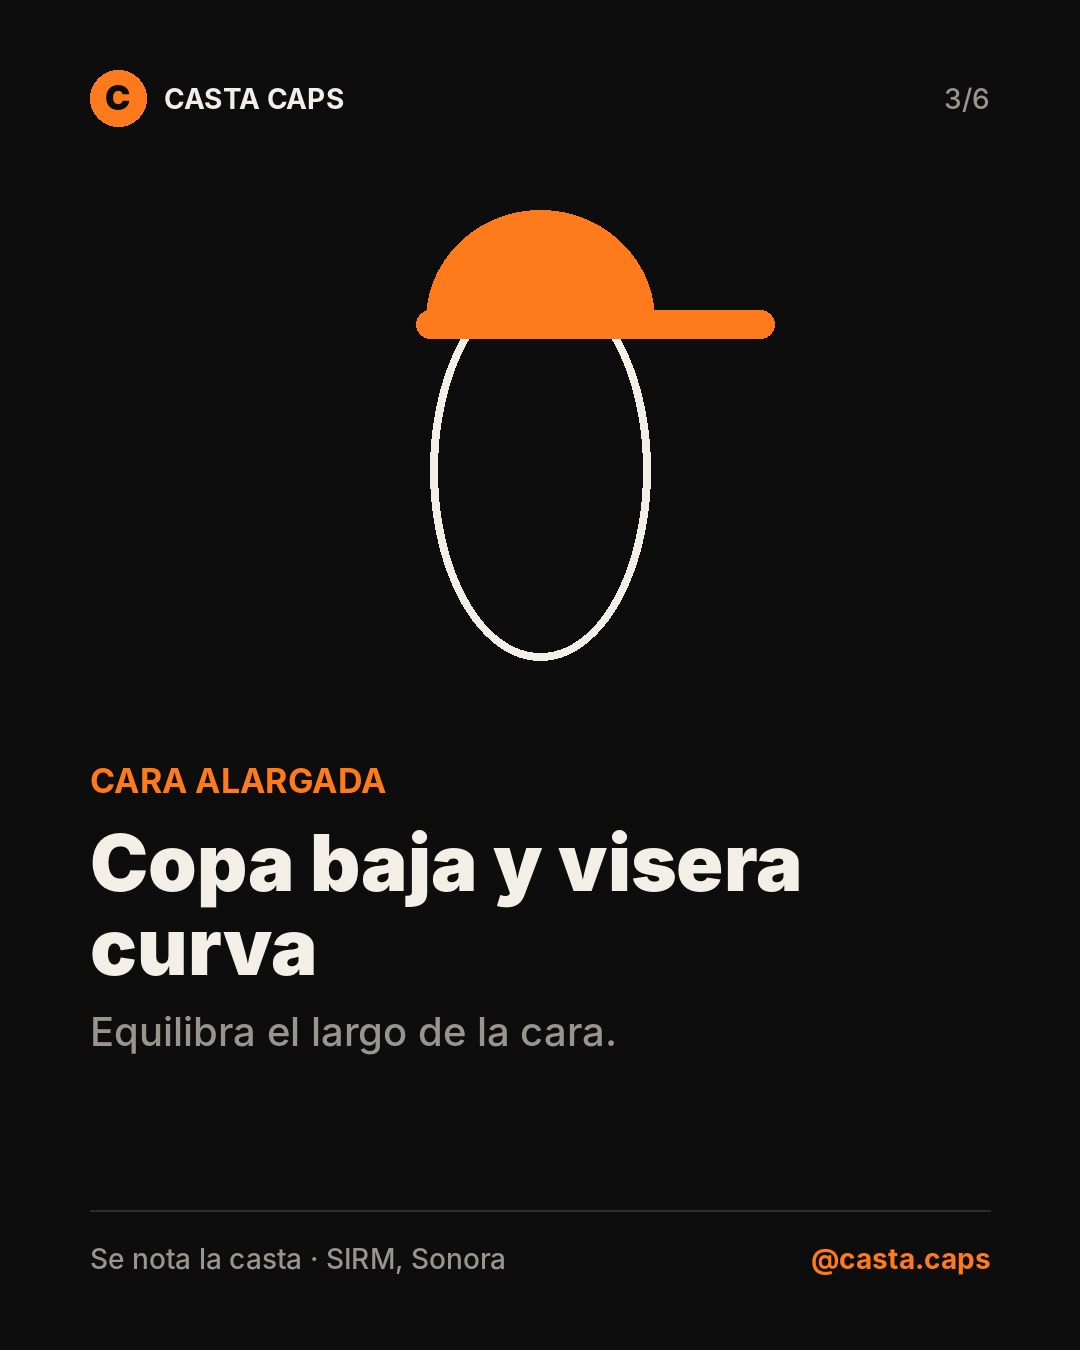 C CASTA CAPS
3/6
CARA ALARGADA
Copa baja y visera
curva
Equilibra el largo de la cara.
Se nota la casta · SIRM, Sonora
@casta.caps